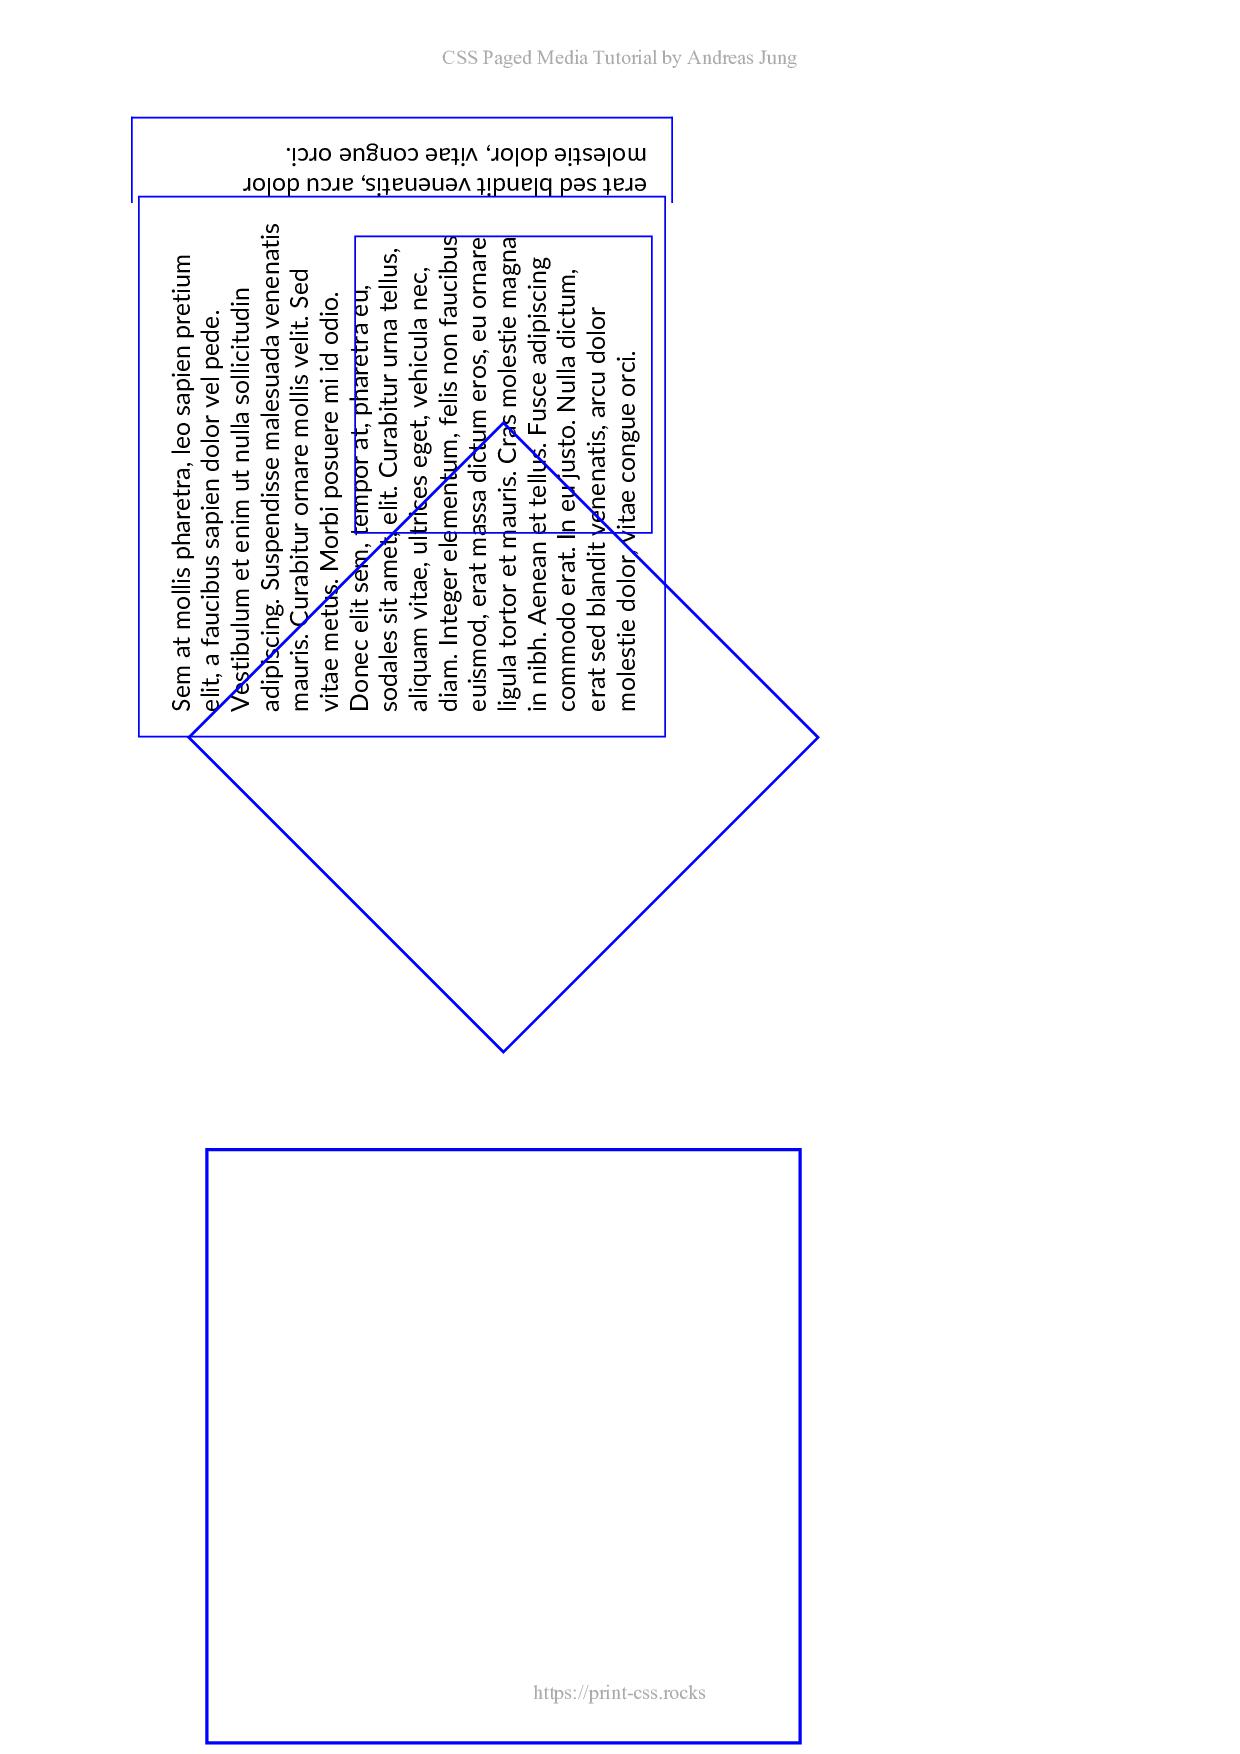 CSS Paged Media Tutorial by Andreas Jung
erat sed blandit venenatis, arcu dolor
molestie dolor, vitae congue orci.
Sem at mollis pharetra, leo sapien pretium
elit, a faucibus sapien dolor vel pede.
Vestibulum et enim ut nulla sollicitudin
adipiscing. Suspendisse malesuada venenatis
mauris. Curabitur ornare mollis velit. Sed
vitae metus. Morbi posuere mi id odio.
Donec elit sem, tempor at, pharetra eu,
sodales sit amet, elit. Curabitur urna tellus,
aliquam vitae, ultrices eget, vehicula nec,
diam. Integer elementum, felis non faucibus
euismod, erat massa dictum eros, eu ornare
ligula tortor et mauris. Cras molestie magna
in nibh. Aenean et tellus. Fusce adipiscing
commodo erat. In eu justo. Nulla dictum,
erat sed blandit venenatis, arcu dolor
molestie dolor, vitae congue orci.
https://print-css.rocks